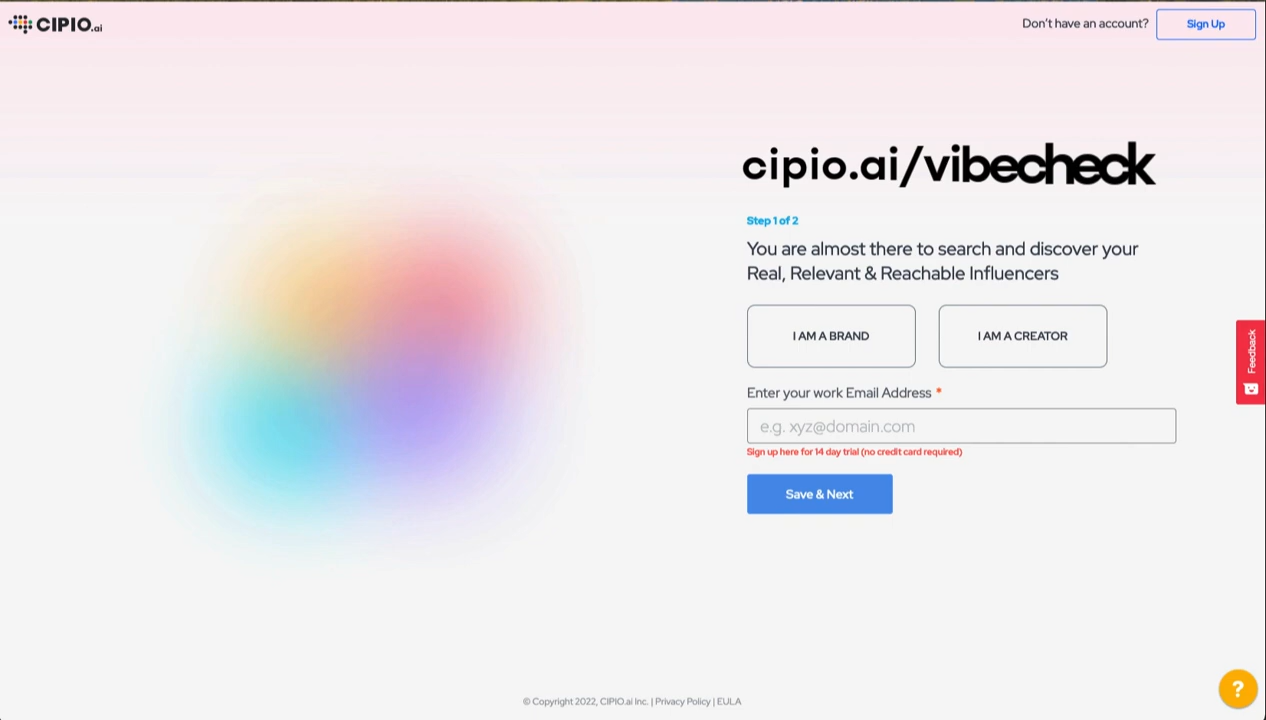 CIPIO.ai
Don't have an account?
Sign Up
cipio.ai/vibecheck
Step 1 of 2
You are almost there to search and discover your
Real, Relevant & Reachable Influencers
I AM A BRAND
I AM A CREATOR
Enter your work Email Address *
e.g. xyz@domain.com
Sign up here for 14 day trial (no credit card required)
Save & Next
Feedback
© Copyright 2022, CIPIO.ai Inc. | Privacy Policy | EULA
?